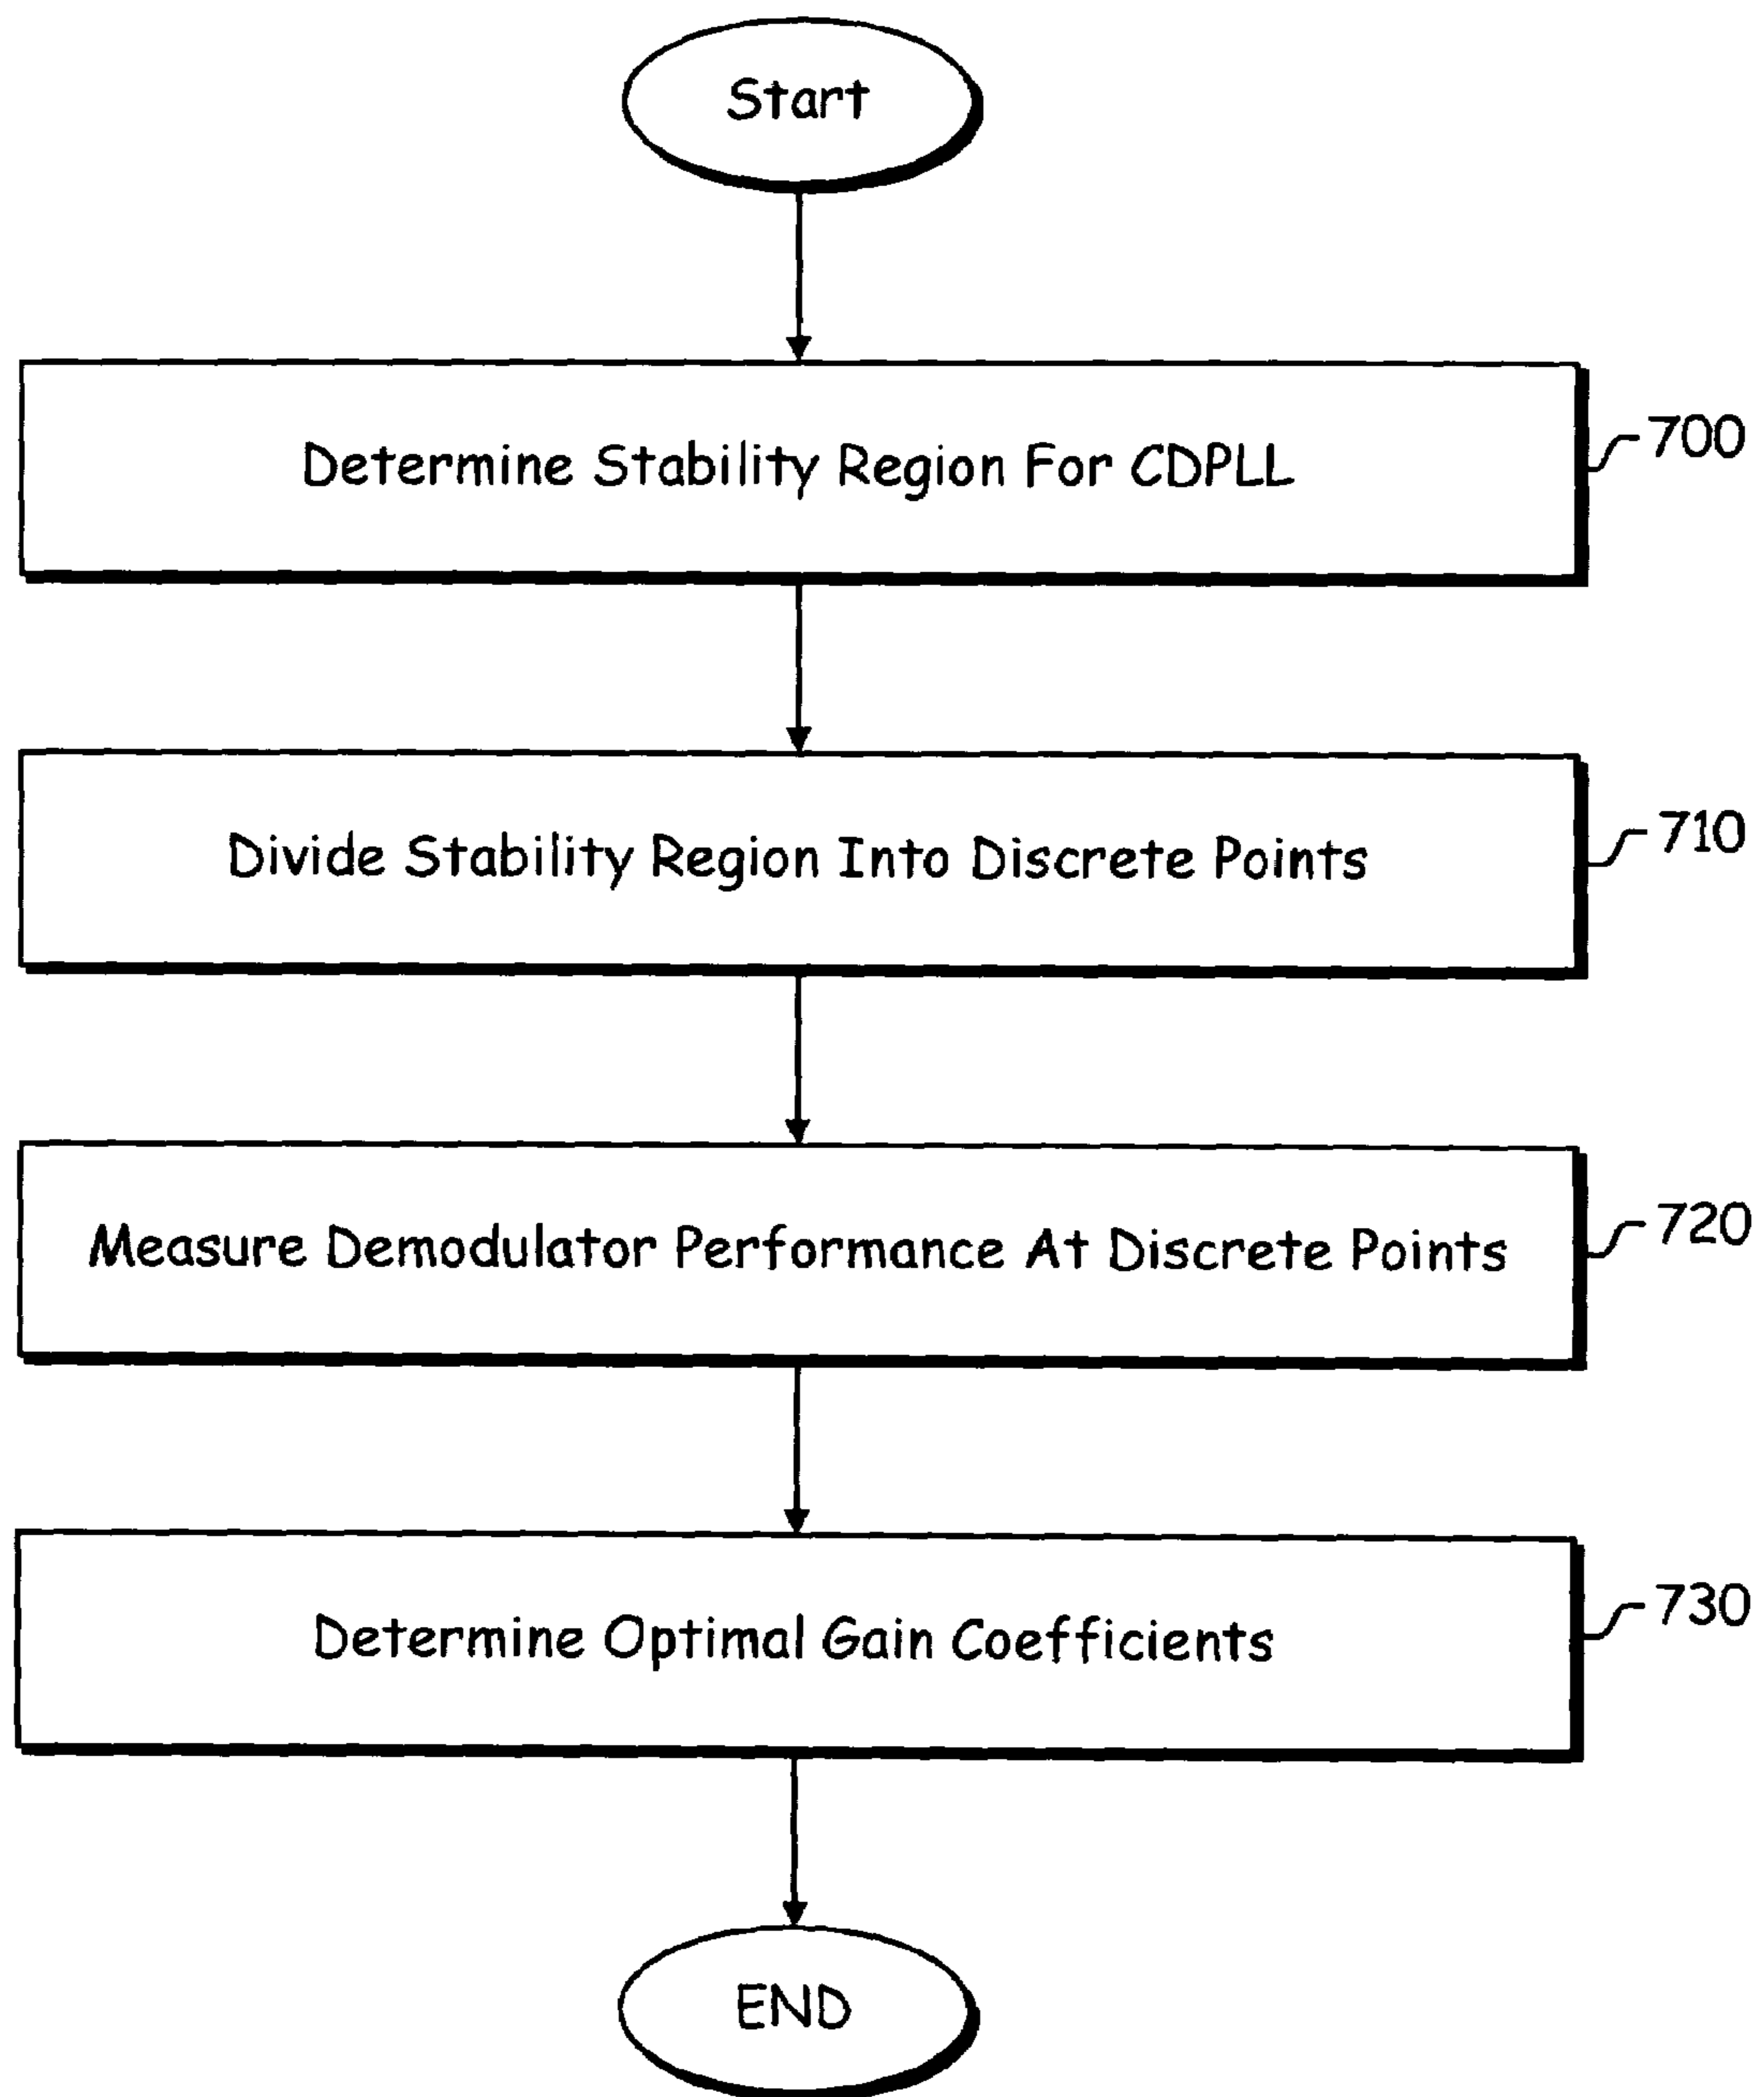 Start
Determine Stability Region For CDPLL
700
Divide Stability Region Into Discrete Points
710
Measure Demodulator Performance At Discrete Points
720
Determine Optimal Gain Coefficients
730
END